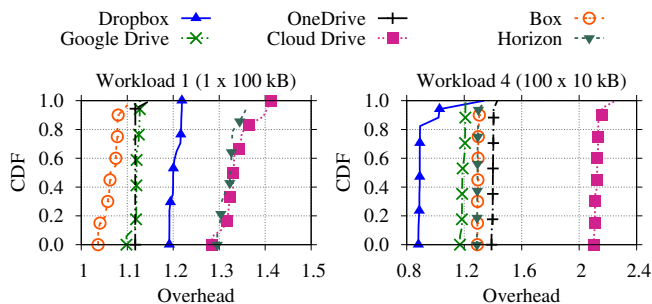 Dropbox OneDrive Box
Google Drive Cloud Drive Horizon
Workload 1 (1 x 100 kB) Workload 4 (100 x 10 kB)
CDF
1.0
0.8
0.6
0.4
0.2
0.0
1 1.1 1.2 1.3 1.4 1.5
Overhead
CDF
1.0
0.8
0.6
0.4
0.2
0.0
0.8 1.2 1.6 2 2.4
Overhead